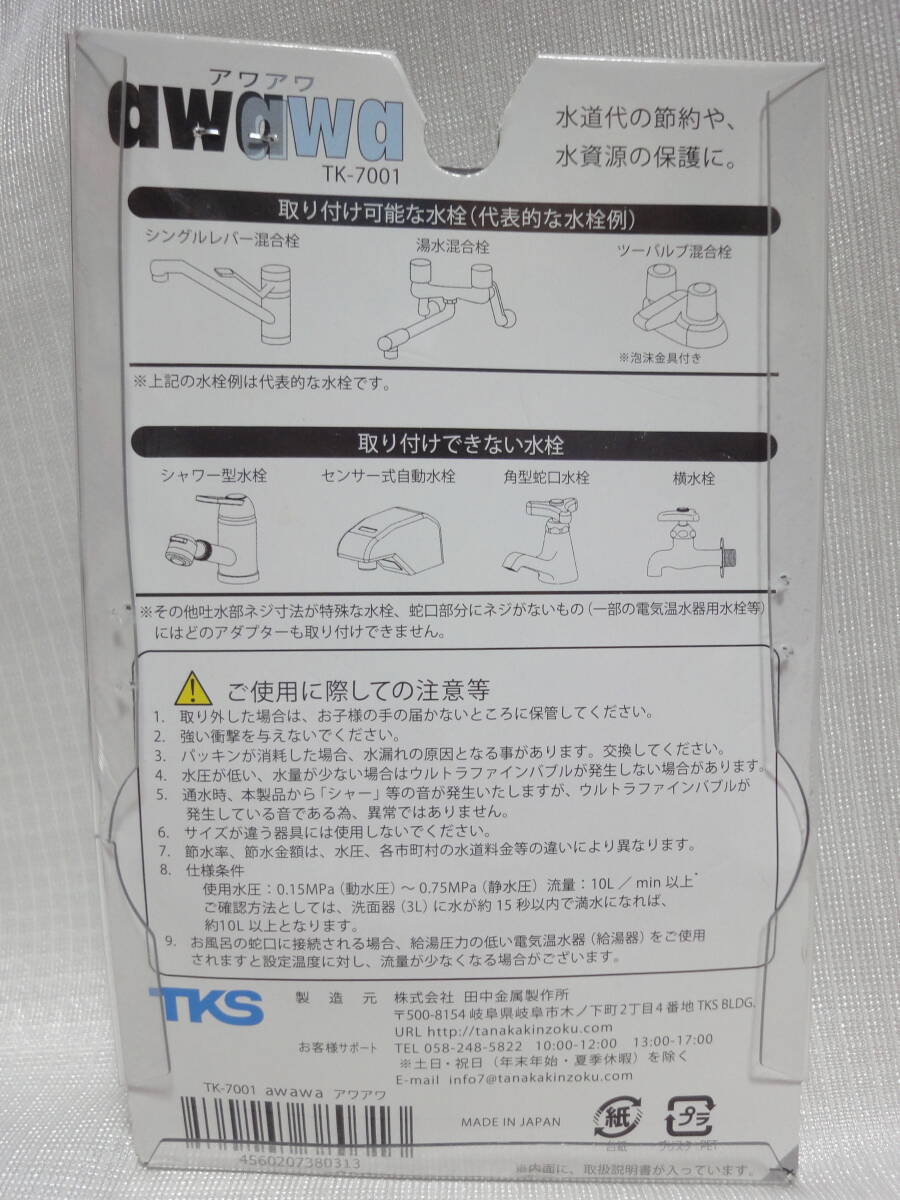 アワアワ
awawa
TK-7001
水道代の節約や、
水資源の保護に。
取り付け可能な水栓（代表的な水栓例）
シングルレバー混合栓
湯水混合栓
ツーバルブ混合栓
※泡沫金具付き
※上記の水栓例は代表的な水栓です。
取り付けできない水栓
シャワー型水栓
センサー式自動水栓
角型蛇口水栓
横水栓
※その他吐水部ネジ寸法が特殊な水栓、蛇口部分にネジがないもの（一部の電気温水器用水栓等）
にはどのアダプターも取り付けできません。
ご使用に際しての注意等
1. 取り外した場合は、お子様の手の届かないところに保管してください。
2. 強い衝撃を与えないでください。
3. パッキンが消耗した場合、水漏れの原因となる事があります。交換してください。
4. 水圧が低い、水量が少ない場合はウルトラファインバブルが発生しない場合があります。
5. 通水時、本製品から「シャー」等の音が発生いたしますが、ウルトラファインバブルが
発生している音である為、異常ではありません。
6. サイズが違う器具には使用しないでください。
7. 節水率、節水金額は、水圧、各市町村の水道料金等の違いにより異なります。
8. 仕様条件
使用水圧：0.15MPa（動水圧）～0.75MPa（静水圧）流量：10L／min以上*
ご確認方法としては、洗面器（3L）に水が約15秒以内で満水になれば、
約10L以上となります。
9. お風呂の蛇口に接続される場合、給湯圧力の低い電気温水器（給湯器）をご使用
されますと設定温度に対し、流量が少なくなる場合がございます。
TKS
製造元 株式会社 田中金属製作所
〒500-8154 岐阜県岐阜市木ノ下町2丁目4番地 TKS BLDG.
URL http://tanakakinzoku.com
お客様サポート TEL 058-248-5822 10:00-12:00 13:00-17:00
※土日・祝日（年末年始・夏季休暇）を除く
E-mail info7@tanakakinzoku.com
TK-7001 awawa アワアワ
4560207380313
MADE IN JAPAN
紙
台紙
プラ
ブリスター PET
※内面に、取扱説明書が入っています。